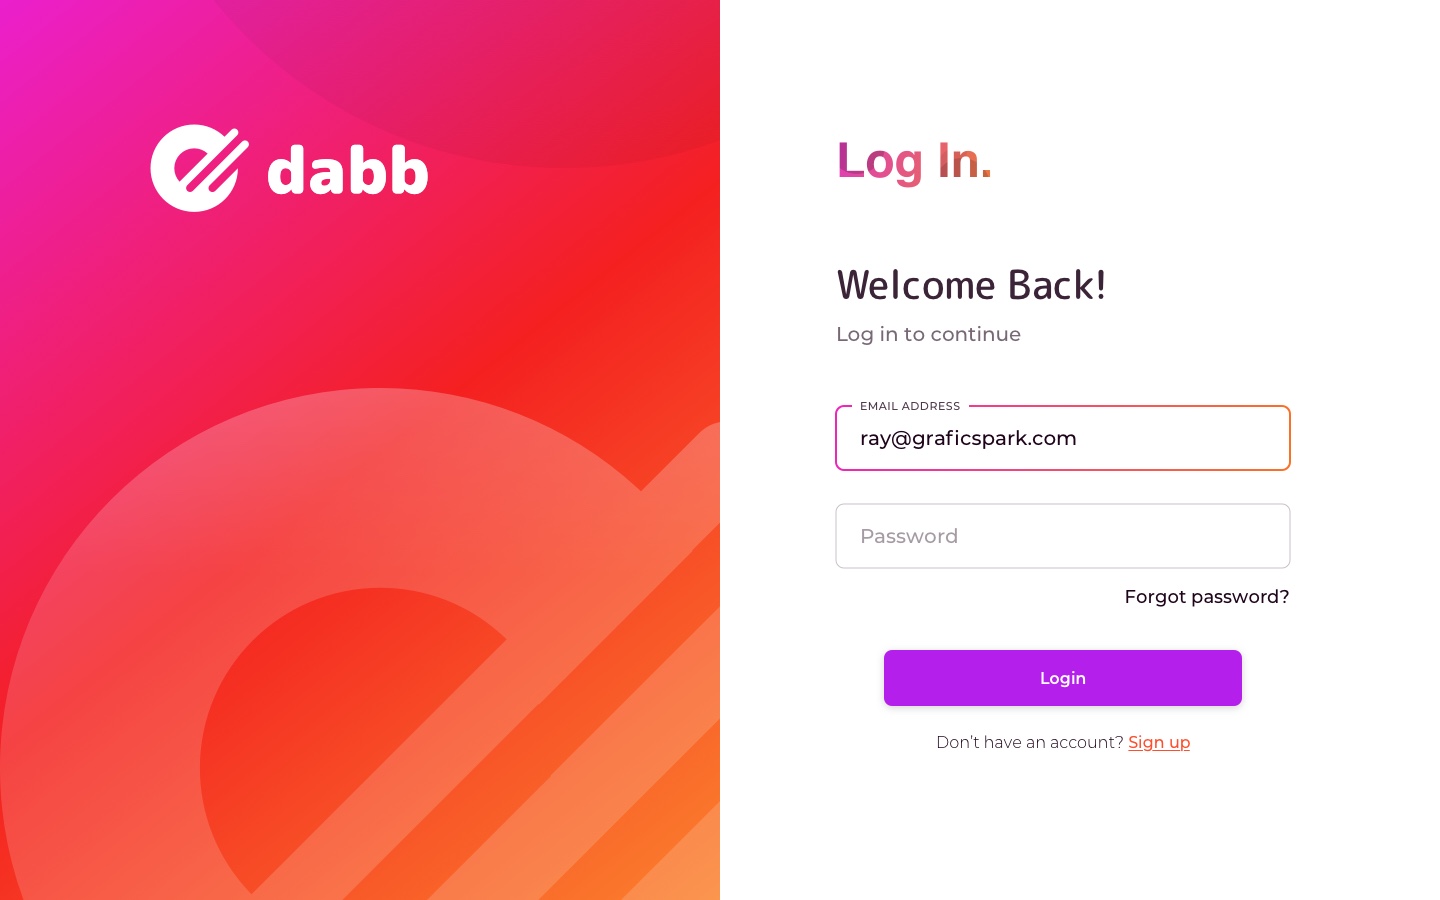 dabb
Log In.
Welcome Back!
Log in to continue
EMAIL ADDRESS
ray@graficspark.com
Password
Forgot password?
Login
Don't have an account? Sign up